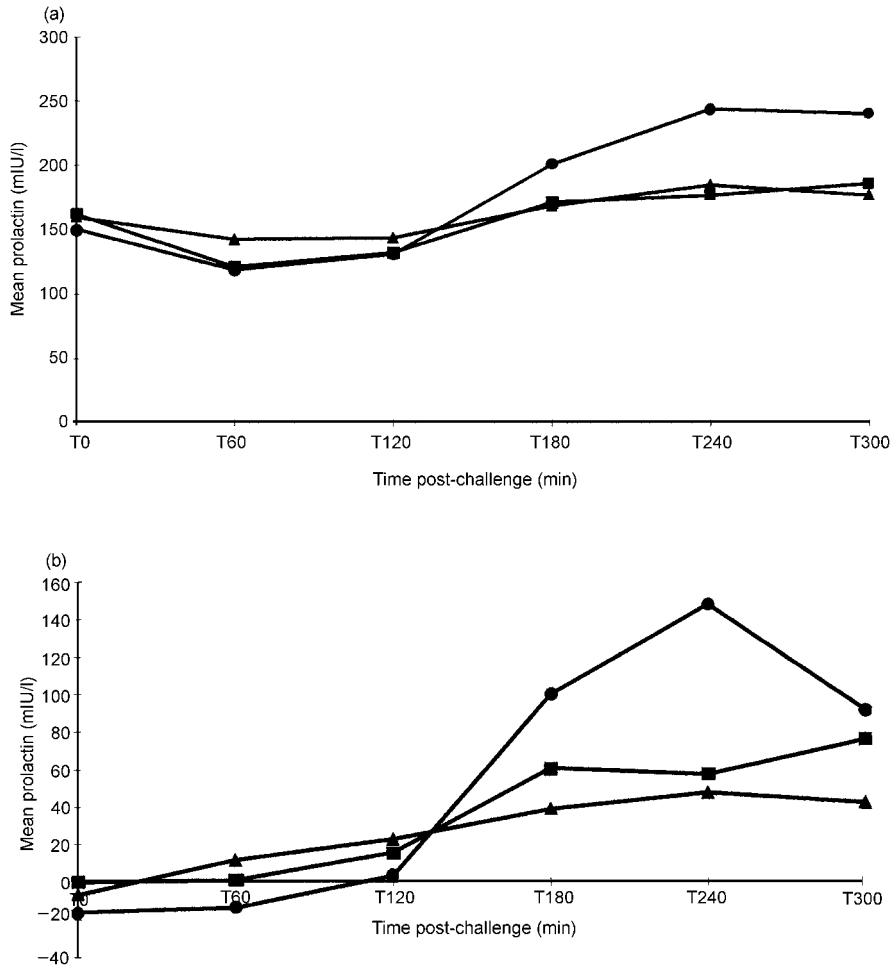 (a)
300
250
200
150
100
50
0
Mean prolactin (mIU/l)
T0 T60 T120 T180 T240 T300
Time post-challenge (min)
(b)
160
140
120
100
80
60
40
20
0
−20
−40
Mean prolactin (mIU/l)
T0 T60 T120 T180 T240 T300
Time post-challenge (min)